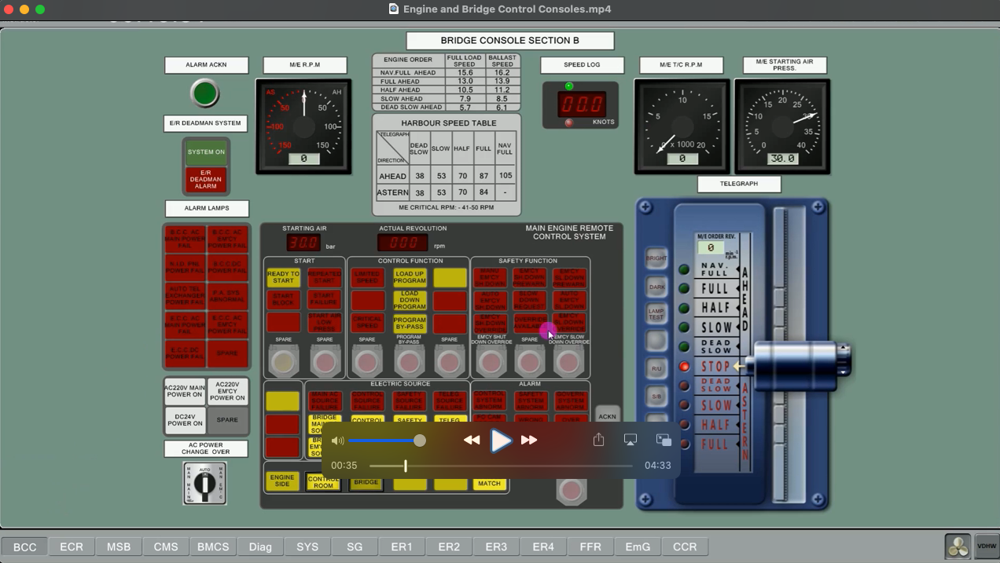 Engine and Bridge Control Consoles.mp4
BRIDGE CONSOLE SECTION B
ALARM ACKN
M/E R.P.M
AS AH
0
50 50
100 100
150 150
0
ENGINE ORDER FULL LOAD SPEED BALLAST SPEED
NAV.FULL AHEAD 15.6 16.2
FULL AHEAD 13.0 13.9
HALF AHEAD 10.5 11.2
SLOW AHEAD 7.9 8.5
DEAD SLOW AHEAD 5.7 6.1
HARBOUR SPEED TABLE
TELEGRAPH
DIRECTION
DEAD SLOW SLOW HALF FULL NAV FULL
AHEAD 38 53 70 87 105
ASTERN 38 53 70 84 -
ME CRITICAL RPM: - 41-50 RPM
SPEED LOG
00.0
KNOTS
M/E T/C R.P.M
0 5 10 15 20
x 1000
0
M/E STARTING AIR
PRESS.
0 5 10 15 20 25 30 35 40
30.0
E/R DEADMAN SYSTEM
SYSTEM ON
E/R
DEADMAN
ALARM
ALARM LAMPS
B.C.C. AC
MAIN POWER
FAIL
B.C.C. AC
EM'CY
POWER FAIL
POWER FAIL
B.C.C DC
POWER FAIL
AUTO TEL
EXCHANGER
POWER FAIL
P.A. SYS
ABNORMAL
E.C.C. AC
MAIN
POWER FAIL
E.C.C. AC
EM'CY
POWER FAIL
E.C.C DC
POWER FAIL
SPARE
AC220V MAIN
POWER ON
AC220V
EM'CY
POWER ON
DC24V
POWER ON
SPARE
AC POWER
CHANGE OVER
AUTO
STARTING AIR
30.0
bar
ACTUAL REVOLUTION
000
rpm
MAIN ENGINE REMOTE
CONTROL SYSTEM
START
READY TO
START
REPEATED
START
START
BLOCK
START
FAILURE
START AIR
LOW
PRESS
SPARE
SPARE
CONTROL FUNCTION
LIMITED
SPEED
LOAD UP
PROGRAM
LOAD
DOWN
PROGRAM
CRITICAL
SPEED
PROGRAM
BY-PASS
SPARE
PROGRAM
BY-PASS
SPARE
SAFETY FUNCTION
MANU
EM'CY
SH.DOWN
EM'CY
SH.DOWN
PREWARN.
EM'CY
SL.DOWN
PREWARN.
AUTO
EM'CY
SH.DOWN
SLOW
DOWN
REQUEST
AUTO
EM'CY
SL.DOWN
EM'CY
SH.DOWN
OVERRIDE
OVERRIDE
AVAILABLE
EM'CY
SL.DOWN
OVERRIDE
EM'CY SHUT
DOWN OVERRIDE
SPARE
EM'CY SLOW
DOWN OVERRIDE
ELECTRIC SOURCE
MAIN AC
SOURCE
FAILURE
CONTROL
SOURCE
FAILURE
SAFETY
SOURCE
FAILURE
TELEG
SOURCE
FAILURE
BRIDGE
MAIN
CONTROL
SAFETY
TELEG
ALARM
CONTROL
SYSTEM
ABNORM.
SAFETY
SYSTEM
ABNORM.
GOVERN
SYSTEM
ABNORM.
WRONG
OVER
ACKN
ENGINE
SIDE
CONTROL
ROOM
BRIDGE
MATCH
TELEGRAPH
M/E ORDER REV.
0
min⁻¹
r.p.m.
BRIGHT
DARK
LAMP
TEST
R/U
S/B
NAV.
FULL
FULL
HALF
SLOW
DEAD
SLOW
STOP
DEAD
SLOW
SLOW
HALF
FULL
AHEAD
ASTERN
00:35
04:33
BCC ECR MSB CMS BMCS Diag SYS SG ER1 ER2 ER3 ER4 FFR EmG CCR VDHW